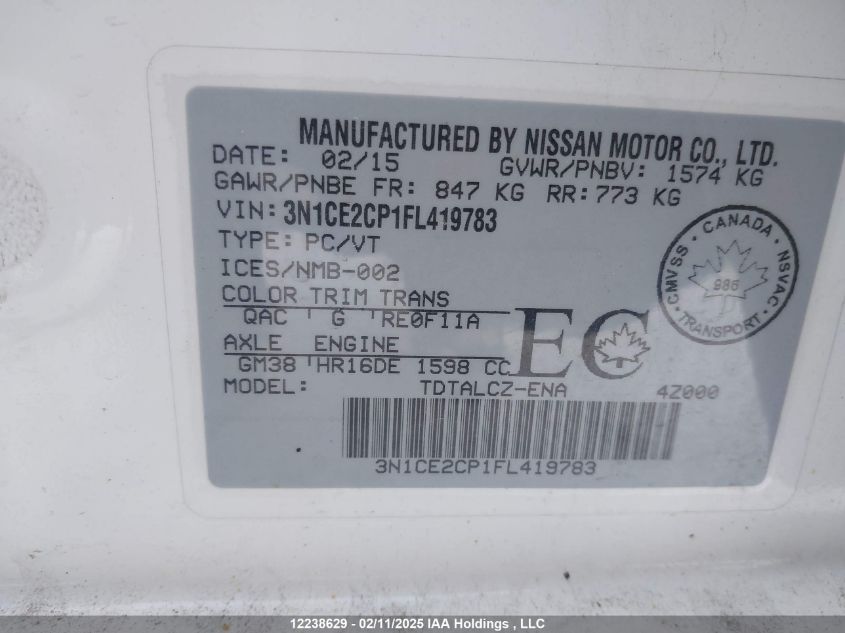 MANUFACTURED BY NISSAN MOTOR CO., LTD.
DATE: 02/15 GVWR/PNBV: 1574 KG
GAWR/PNBE FR: 847 KG RR: 773 KG
VIN: 3N1CE2CP1FL419783
TYPE: PC/VT
ICES/NMB-002
COLOR TRIM TRANS
QAC G RE0F11A
AXLE ENGINE
GM38 HR16DE 1598 CC
EC
CMVSS • CANADA • NSVAC • TRANSPORT •
986
MODEL: TDTALCZ-ENA 4Z000
3N1CE2CP1FL419783
12238629 - 02/11/2025 IAA Holdings , LLC